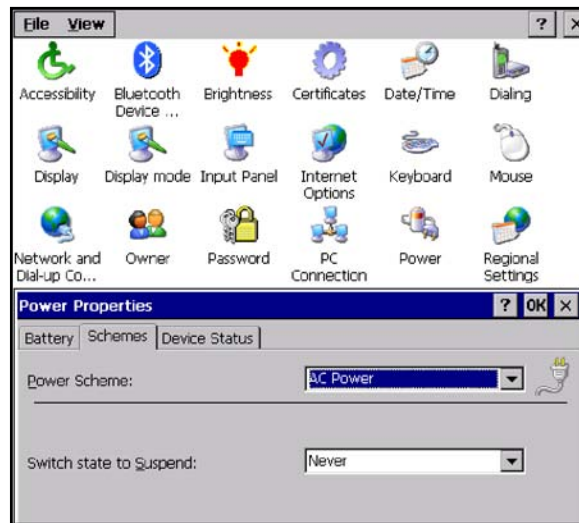 File View ? ×
Accessibility Bluetooth Device ... Brightness Certificates Date/Time Dialing
Display Display mode Input Panel Internet Options Keyboard Mouse
Network and Dial-up Co... Owner Password PC Connection Power Regional Settings
Power Properties ? OK ×
Battery Schemes Device Status
Power Scheme: AC Power
Switch state to Suspend: Never